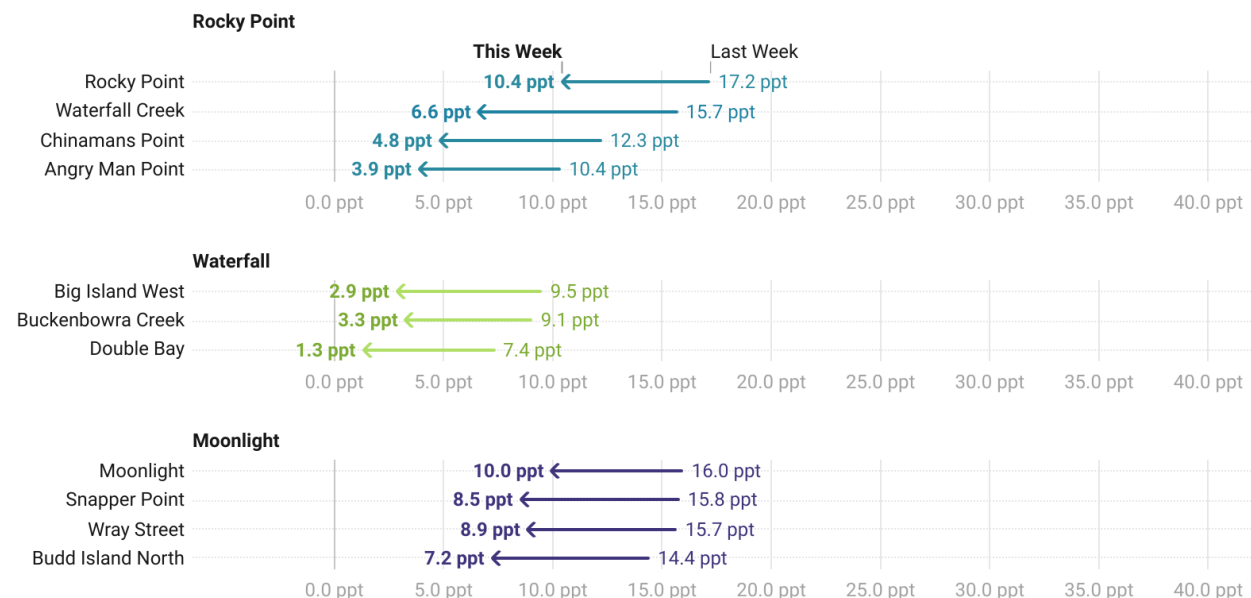 Rocky Point
This Week Last Week
Rocky Point 10.4 ppt 17.2 ppt
Waterfall Creek 6.6 ppt 15.7 ppt
Chinamans Point 4.8 ppt 12.3 ppt
Angry Man Point 3.9 ppt 10.4 ppt
0.0 ppt 5.0 ppt 10.0 ppt 15.0 ppt 20.0 ppt 25.0 ppt 30.0 ppt 35.0 ppt 40.0 ppt
Waterfall
Big Island West 2.9 ppt 9.5 ppt
Buckenbowra Creek 3.3 ppt 9.1 ppt
Double Bay 1.3 ppt 7.4 ppt
0.0 ppt 5.0 ppt 10.0 ppt 15.0 ppt 20.0 ppt 25.0 ppt 30.0 ppt 35.0 ppt 40.0 ppt
Moonlight
Moonlight 10.0 ppt 16.0 ppt
Snapper Point 8.5 ppt 15.8 ppt
Wray Street 8.9 ppt 15.7 ppt
Budd Island North 7.2 ppt 14.4 ppt
0.0 ppt 5.0 ppt 10.0 ppt 15.0 ppt 20.0 ppt 25.0 ppt 30.0 ppt 35.0 ppt 40.0 ppt